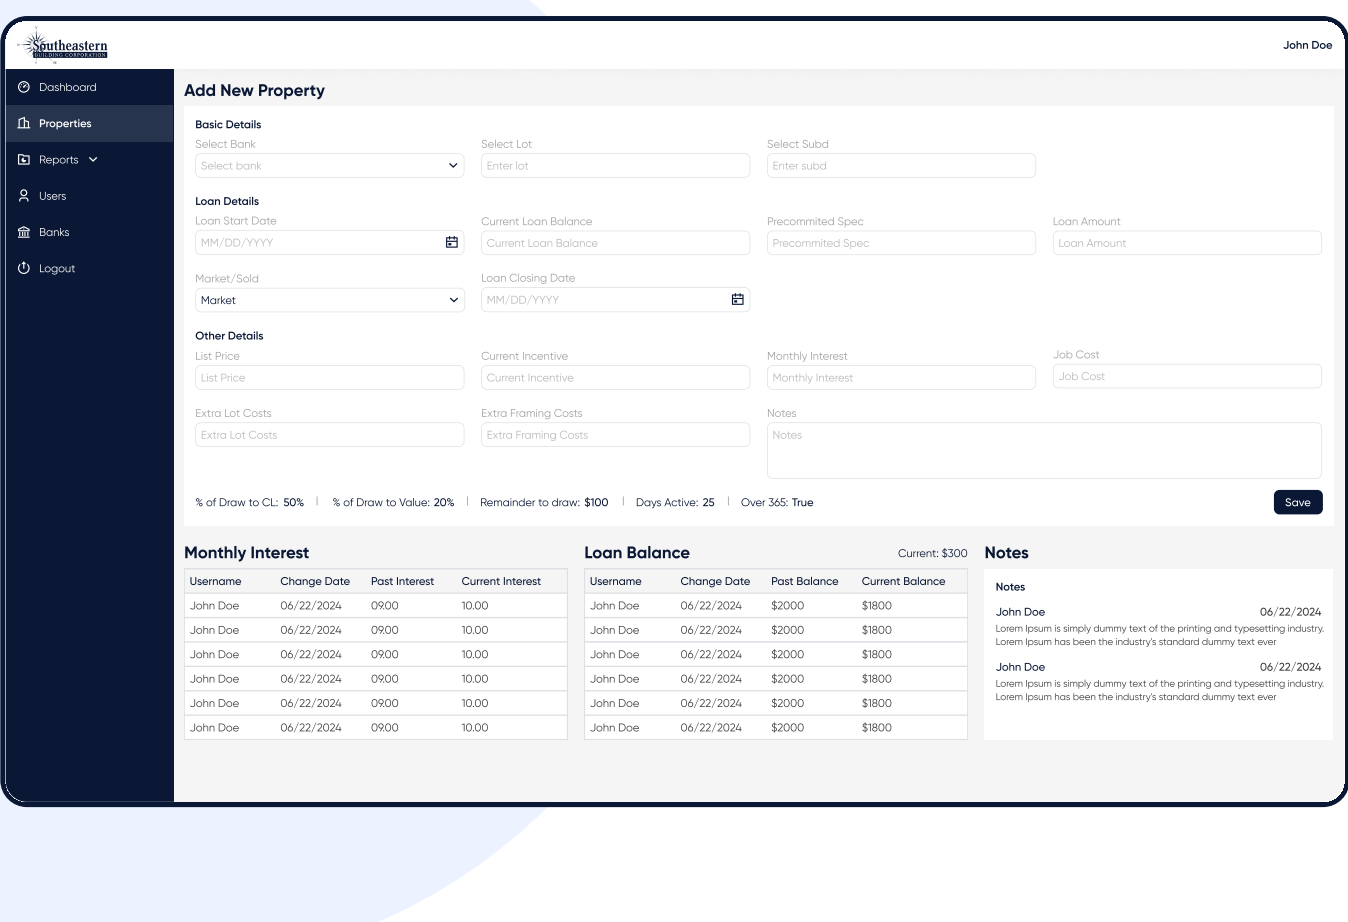 Southeastern
BUILDING CORPORATION
John Doe
Dashboard
Properties
Reports
Users
Banks
Logout
Add New Property
Basic Details
Select Bank Select Lot Select Subd
Select bank Enter lot Enter subd
Loan Details
Loan Start Date Current Loan Balance Precommited Spec Loan Amount
MM/DD/YYYY Current Loan Balance Precommited Spec Loan Amount
Market/Sold Loan Closing Date
Market MM/DD/YYYY
Other Details
List Price Current Incentive Monthly Interest Job Cost
List Price Current Incentive Monthly Interest Job Cost
Extra Lot Costs Extra Framing Costs Notes
Extra Lot Costs Extra Framing Costs Notes
% of Draw to CL: 50% | % of Draw to Value: 20% | Remainder to draw: $100 | Days Active: 25 | Over 365: True Save
Monthly Interest
Username Change Date Past Interest Current Interest
John Doe 06/22/2024 09.00 10.00
John Doe 06/22/2024 09.00 10.00
John Doe 06/22/2024 09.00 10.00
John Doe 06/22/2024 09.00 10.00
John Doe 06/22/2024 09.00 10.00
John Doe 06/22/2024 09.00 10.00
Loan Balance Current: $300
Username Change Date Past Balance Current Balance
John Doe 06/22/2024 $2000 $1800
John Doe 06/22/2024 $2000 $1800
John Doe 06/22/2024 $2000 $1800
John Doe 06/22/2024 $2000 $1800
John Doe 06/22/2024 $2000 $1800
John Doe 06/22/2024 $2000 $1800
Notes
Notes
John Doe 06/22/2024
Lorem Ipsum is simply dummy text of the printing and typesetting industry.
Lorem Ipsum has been the industry's standard dummy text ever
John Doe 06/22/2024
Lorem Ipsum is simply dummy text of the printing and typesetting industry.
Lorem Ipsum has been the industry's standard dummy text ever